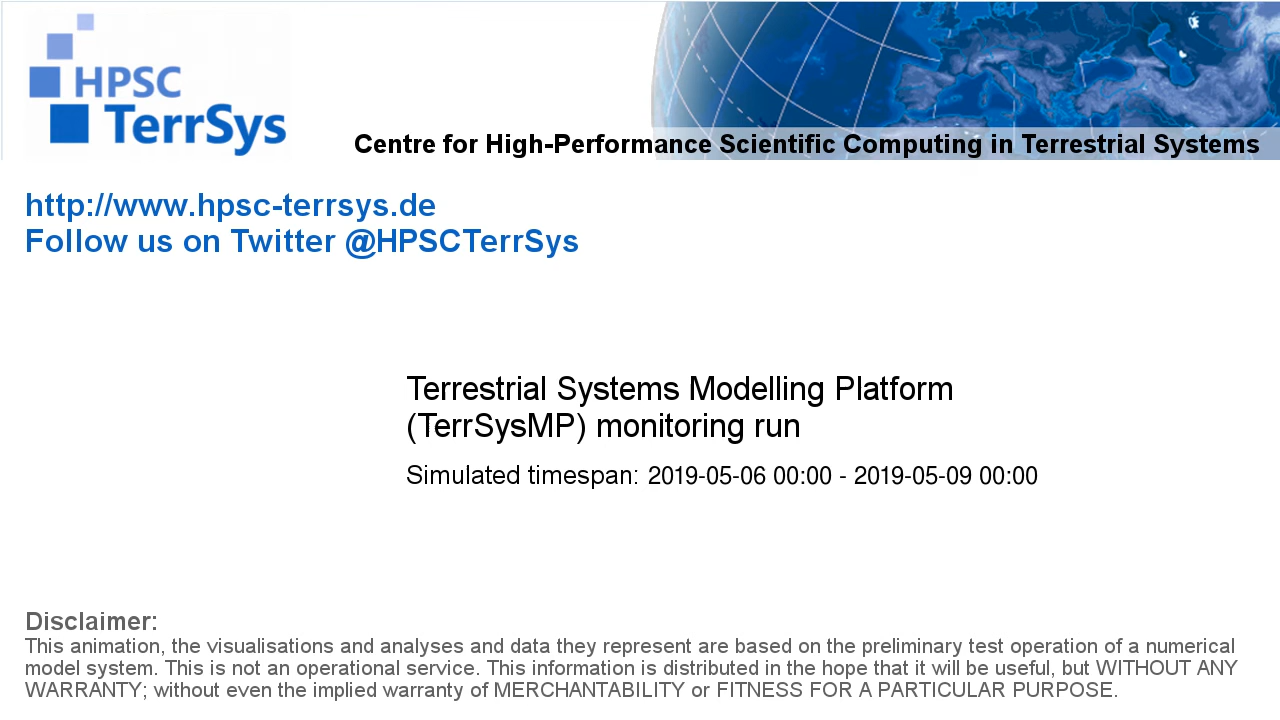 HPSC
TerrSys
Centre for High-Performance Scientific Computing in Terrestrial Systems
http://www.hpsc-terrsys.de
Follow us on Twitter @HPSCTerrSys
Terrestrial Systems Modelling Platform
(TerrSysMP) monitoring run
Simulated timespan: 2019-05-06 00:00 - 2019-05-09 00:00
Disclaimer:
This animation, the visualisations and analyses and data they represent are based on the preliminary test operation of a numerical
model system. This is not an operational service. This information is distributed in the hope that it will be useful, but WITHOUT ANY
WARRANTY; without even the implied warranty of MERCHANTABILITY or FITNESS FOR A PARTICULAR PURPOSE.